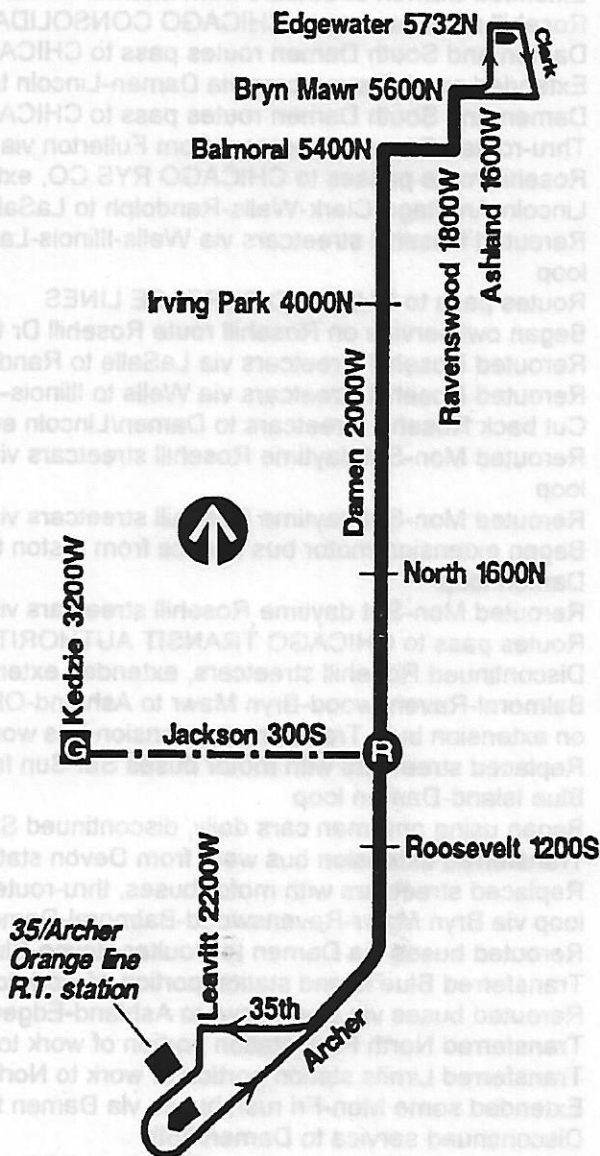 Edgewater 5732N
Clark
Bryn Mawr 5600N
Balmoral 5400N
Ashland 1600W
Ravenswood 1800W
Irving Park 4000N
Damen 2000W
North 1600N
Kedzie 3200W
G
Jackson 300S
R
Roosevelt 1200S
Leavitt 2200W
35/Archer
Orange line
R.T. station
35th
Archer